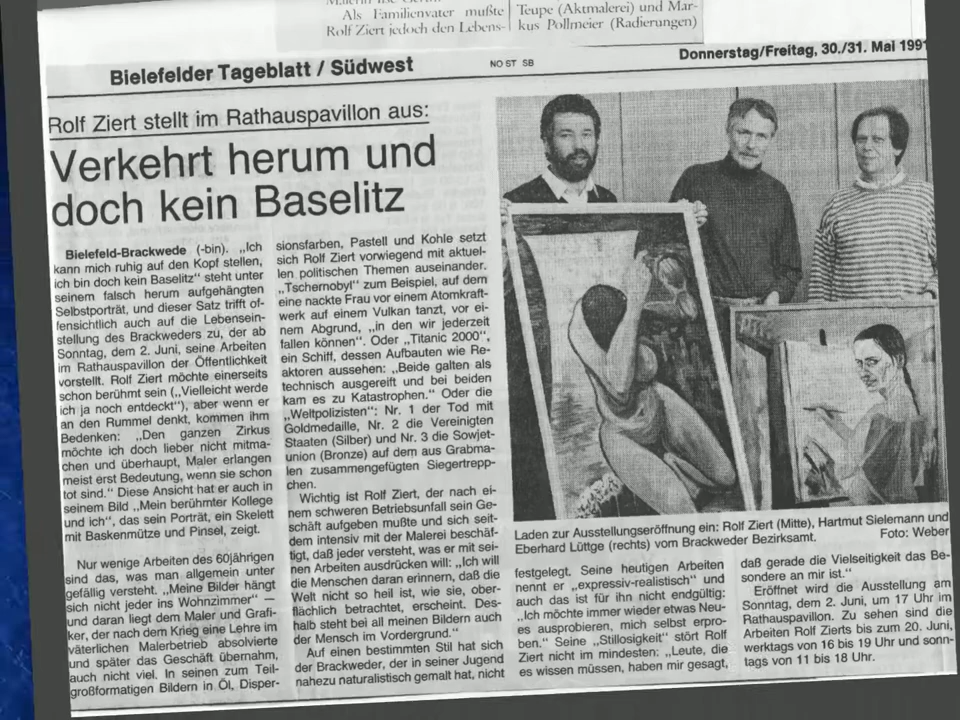 Als Familienvater mußte
Rolf Ziert jedoch den Lebens-
Teupe (Aktmalerei) und Mar-
kus Pollmeier (Radierungen)
Bielefelder Tageblatt / Südwest
NO ST SB
Donnerstag/Freitag, 30./31. Mai 1991
Rolf Ziert stellt im Rathauspavillon aus:
Verkehrt herum und
doch kein Baselitz
Bielefeld-Brackwede (-bin). „Ich
kann mich ruhig auf den Kopf stellen,
ich bin doch kein Baselitz“ steht unter
seinem falsch herum aufgehängten
Selbstporträt, und dieser Satz trifft of-
fensichtlich auch auf die Lebensein-
stellung des Brackweders zu, der ab
Sonntag, dem 2. Juni, seine Arbeiten
im Rathauspavillon der Öffentlichkeit
vorstellt. Rolf Ziert möchte einerseits
schon berühmt sein („Vielleicht werde
ich ja noch entdeckt“), aber wenn er
an den Rummel denkt, kommen ihm
Bedenken: „Den ganzen Zirkus
möchte ich doch lieber nicht mitma-
chen und überhaupt, Maler erlangen
meist erst Bedeutung, wenn sie schon
tot sind.“ Diese Ansicht hat er auch in
seinem Bild „Mein berühmter Kollege
und ich“, das sein Porträt, ein Skelett
mit Baskenmütze und Pinsel, zeigt.
Nur wenige Arbeiten des 60jährigen
sind das, was man allgemein unter
gefällig versteht. „Meine Bilder hängt
sich nicht jeder ins Wohnzimmer“ —
und daran liegt dem Maler und Grafi-
ker, der nach dem Krieg eine Lehre im
väterlichen Malerbetrieb absolvierte
und später das Geschäft übernahm,
auch nicht viel. In seinen zum Teil
großformatigen Bildern in Öl, Disper-
sionsfarben, Pastell und Kohle setzt
sich Rolf Ziert vorwiegend mit aktuel-
len politischen Themen auseinander.
„Tschernobyl“ zum Beispiel, auf dem
eine nackte Frau vor einem Atomkraft-
werk auf einem Vulkan tanzt, vor ei-
nem Abgrund, „in den wir jederzeit
fallen können“. Oder „Titanic 2000“,
ein Schiff, dessen Aufbauten wie Re-
aktoren aussehen: „Beide galten als
technisch ausgereift und bei beiden
kam es zu Katastrophen.“ Oder die
„Weltpolizisten“: Nr. 1 der Tod mit
Goldmedaille, Nr. 2 die Vereinigten
Staaten (Silber) und Nr. 3 die Sowjet-
union (Bronze) auf dem aus Grabma-
len zusammengefügten Siegertrepp-
chen.
Wichtig ist Rolf Ziert, der nach ei-
nem schweren Betriebsunfall sein Ge-
schäft aufgeben mußte und sich seit-
dem intensiv mit der Malerei beschäf-
tigt, daß jeder versteht, was er mit sei-
nen Arbeiten ausdrücken will: „Ich will
die Menschen daran erinnern, daß die
Welt nicht so heil ist, wie sie, ober-
flächlich betrachtet, erscheint. Des-
halb steht bei all meinen Bildern auch
der Mensch im Vordergrund.“
Auf einen bestimmten Stil hat sich
der Brackweder, der in seiner Jugend
nahezu naturalistisch gemalt hat, nicht
Laden zur Ausstellungseröffnung ein: Rolf Ziert (Mitte), Hartmut Sielemann und
Eberhard Lüttge (rechts) vom Brackweder Bezirksamt. Foto: Weber
festgelegt. Seine heutigen Arbeiten
nennt er „expressiv-realistisch“ und
auch das ist für ihn nicht endgültig:
„Ich möchte immer wieder etwas Neu-
es ausprobieren, mich selbst erpro-
ben.“ Seine „Stillosigkeit“ stört Rolf
Ziert nicht im mindesten: „Leute, die
es wissen müssen, haben mir gesagt,
daß gerade die Vielseitigkeit das Be-
sondere an mir ist.“
Eröffnet wird die Ausstellung am
Sonntag, dem 2. Juni, um 17 Uhr im
Rathauspavillon. Zu sehen sind die
Arbeiten Rolf Zierts bis zum 20. Juni,
werktags von 16 bis 19 Uhr und sonn-
tags von 11 bis 18 Uhr.